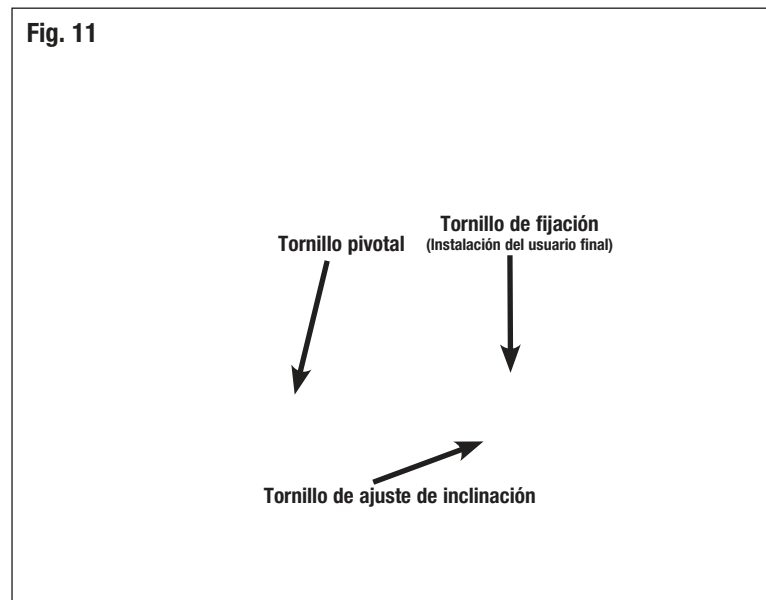 Fig. 11
Tornillo de fijación
Tornillo pivotal
(Instalación del usuario final)
Tornillo de ajuste de inclinación